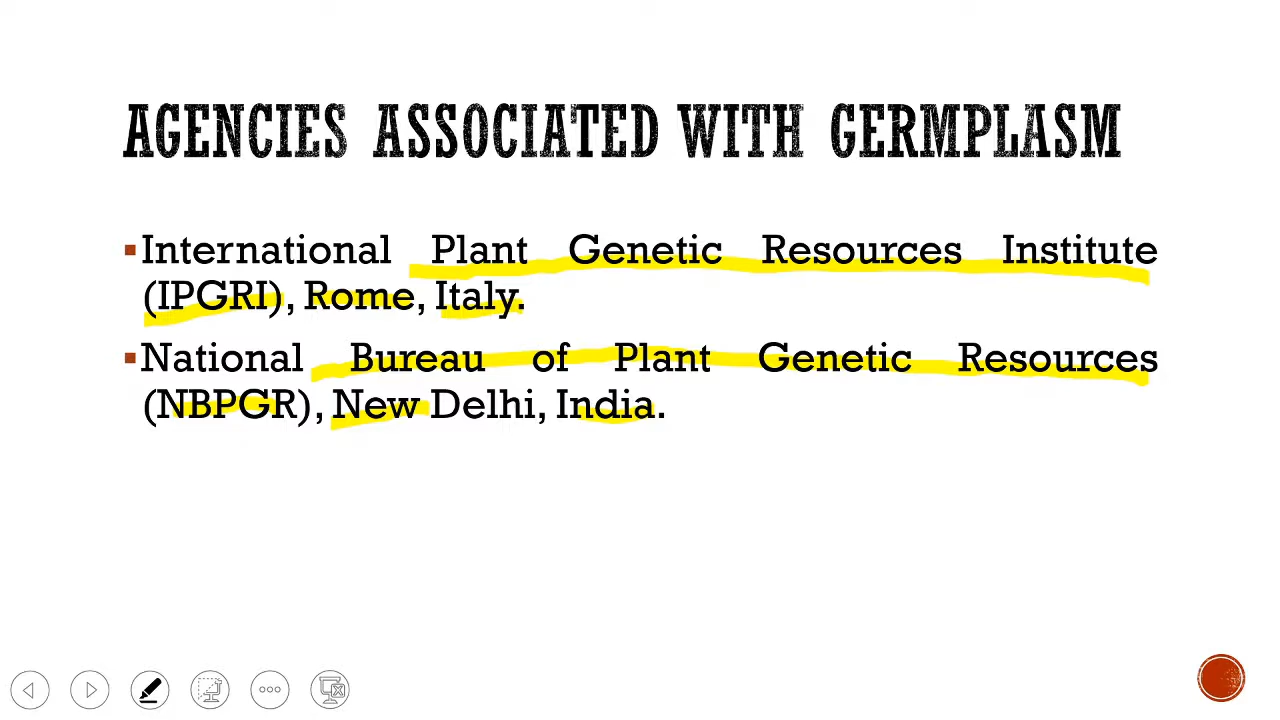 AGENCIES ASSOCIATED WITH GERMPLASM
▪International Plant Genetic Resources Institute
(IPGRI), Rome, Italy.
▪National Bureau of Plant Genetic Resources
(NBPGR), New Delhi, India.